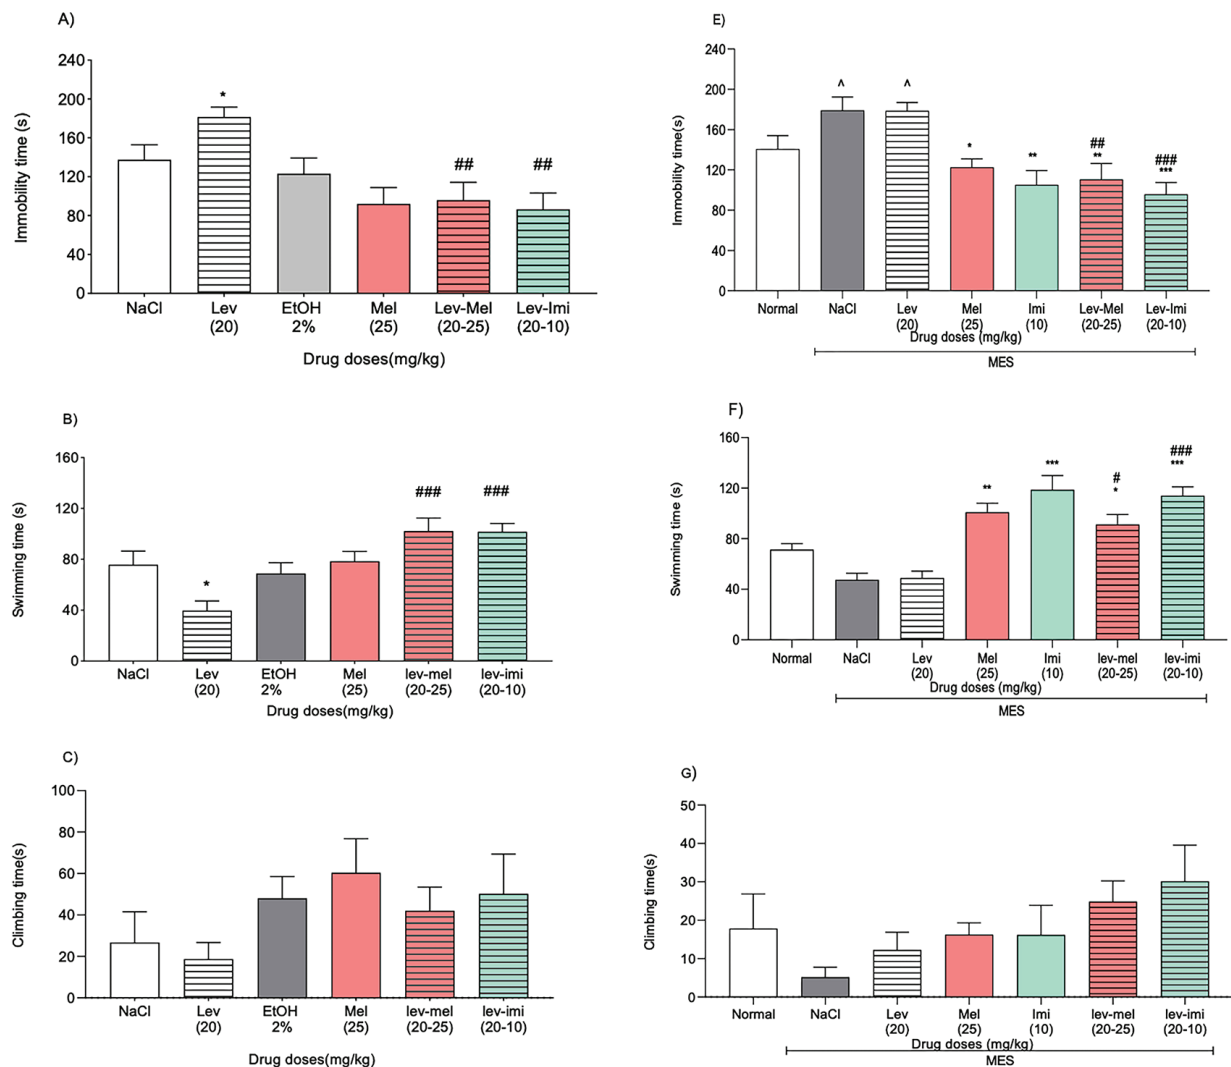 A)
Immobility time (s)
240
200
160
120
80
40
0
*
##
##
NaCl
Lev
(20)
EtOH
2%
Mel
(25)
Lev-Mel
(20-25)
Lev-Imi
(20-10)
Drug doses(mg/kg)
E)
Immobility time(s)
240
200
160
120
80
40
0
^
^
*
**
##
**
###
***
Normal
NaCl
Lev
(20)
Mel
(25)
Imi
(10)
Lev-Mel
(20-25)
Lev-Imi
(20-10)
Drug doses (mg/kg)
MES
B)
Swimming time (s)
160
120
80
40
0
*
###
###
NaCl
Lev
(20)
EtOH
2%
Mel
(25)
lev-mel
(20-25)
lev-imi
(20-10)
Drug doses(mg/kg)
F)
Swimming time (s)
160
120
80
40
0
**
***
#
*
###
***
Normal
NaCl
Lev
(20)
Mel
(25)
Imi
(10)
lev-mel
(20-25)
lev-imi
(20-10)
Drug doses (mg/kg)
MES
C)
Climbing time(s)
100
80
60
40
20
0
NaCl
Lev
(20)
EtOH
2%
Mel
(25)
lev-mel
(20-25)
lev-imi
(20-10)
Drug doses(mg/kg)
G)
Climbing time(s)
50
40
30
20
10
0
Normal
NaCl
Lev
(20)
Mel
(25)
Imi
(10)
lev-mel
(20-25)
lev-imi
(20-10)
Drug doses (mg/kg)
MES